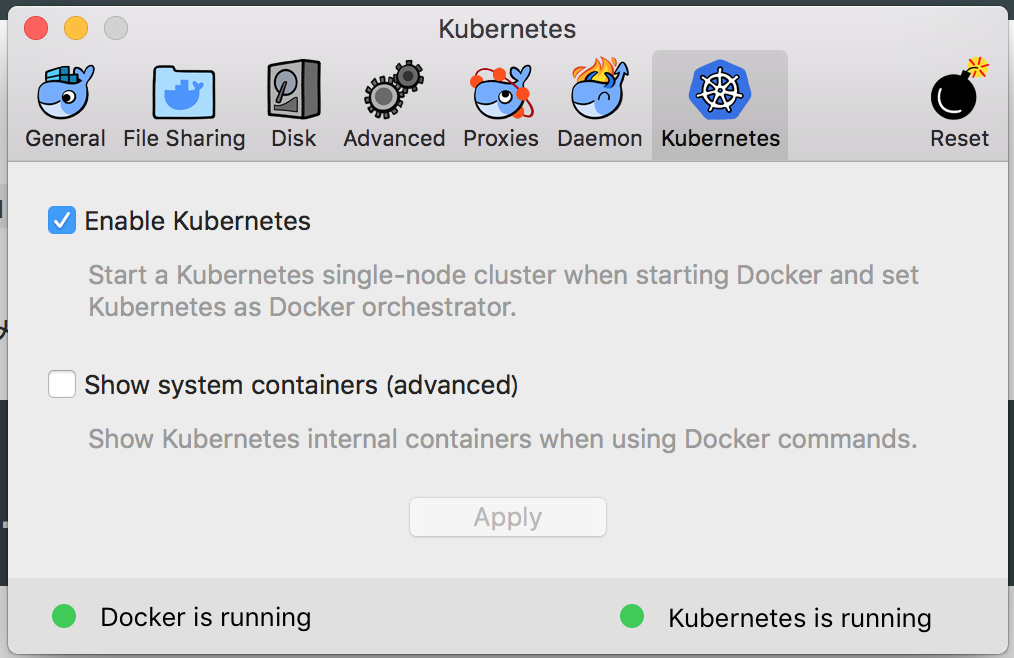 Kubernetes
General
File Sharing
Disk
Advanced
Proxies
Daemon
Kubernetes
Reset
Enable Kubernetes
Start a Kubernetes single-node cluster when starting Docker and set
Kubernetes as Docker orchestrator.
Show system containers (advanced)
Show Kubernetes internal containers when using Docker commands.
Apply
Docker is running
Kubernetes is running